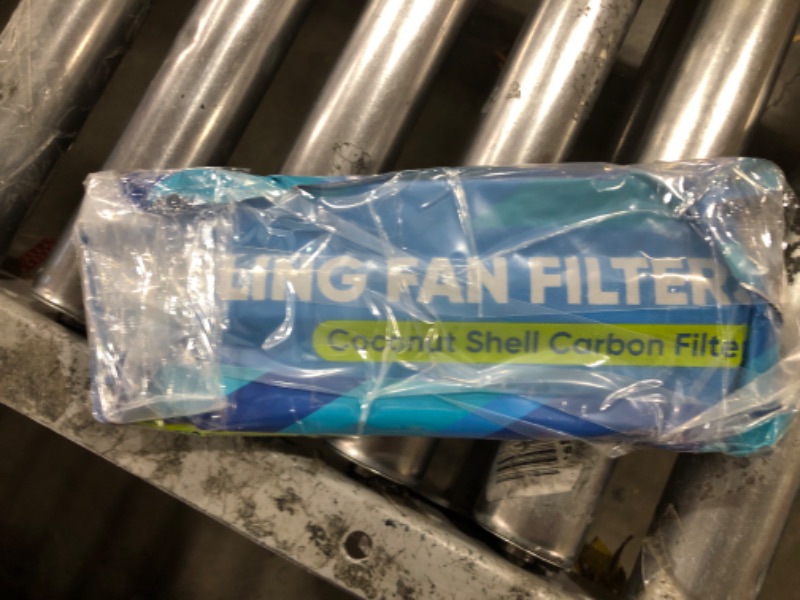 LING FAN FILTER
Coconut Shell Carbon Filte